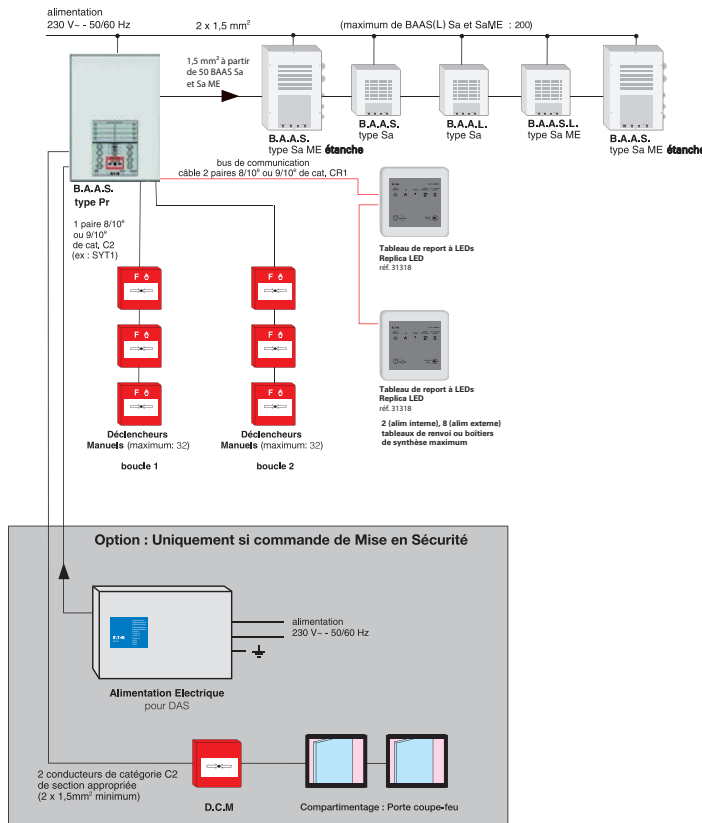 alimentation
230 V~ - 50/60 Hz
2 x 1,5 mm²
(maximum de BAAS(L) Sa et SaME : 200)
1,5 mm² à partir
de 50 BAAS Sa
et Sa ME
B.A.A.S.
type Sa ME étanche
B.A.A.S.
type Sa
B.A.A.L.
type Sa
B.A.A.S.L.
type Sa ME
B.A.A.S.
type Sa ME étanche
bus de communication
câble 2 paires 8/10° ou 9/10° de cat, CR1
B.A.A.S.
type Pr
1 paire 8/10°
ou 9/10°
de cat, C2
(ex : SYT1)
F
F
F
F
F
F
Tableau de report à LEDs
Replica LED
réf. 31318
Tableau de report à LEDs
Replica LED
réf. 31318
2 (alim interne), 8 (alim externe)
tableaux de renvoi ou boitiers
de synthèse maximum
Déclencheurs
Manuels (maximum: 32)
boucle 1
Déclencheurs
Manuels (maximum: 32)
boucle 2
Option : Uniquement si commande de Mise en Sécurité
EATON
alimentation
230 V~ - 50/60 Hz
Alimentation Electrique
pour DAS
2 conducteurs de catégorie C2
de section appropriée
(2 x 1,5mm² minimum)
D.C.M
Compartimentage : Porte coupe-feu